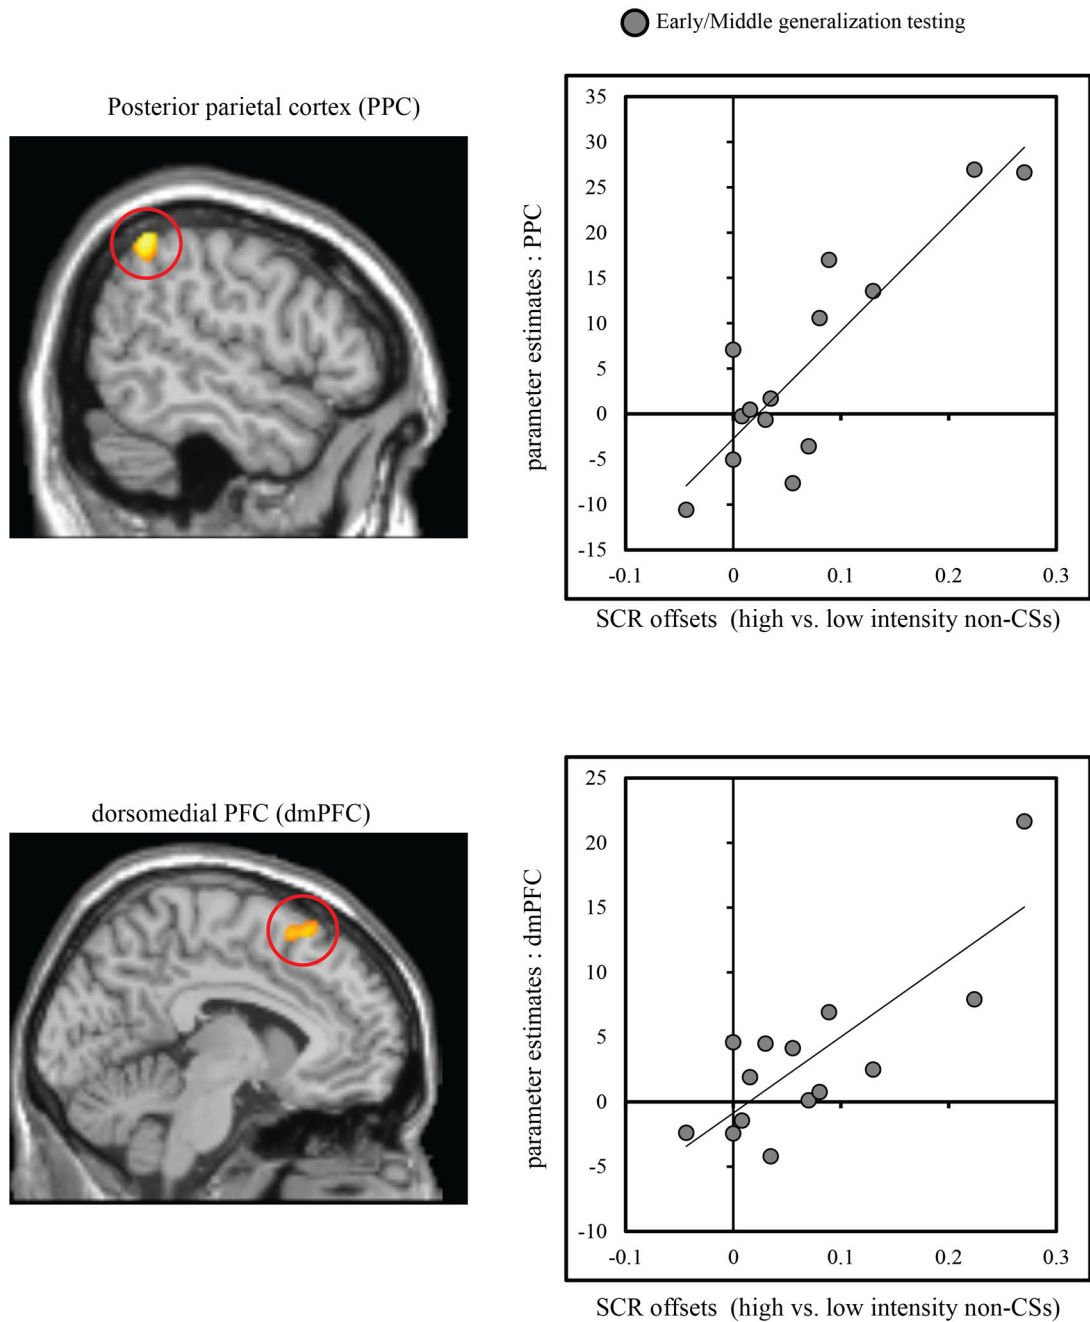 Early/Middle generalization testing
Posterior parietal cortex (PPC)
35
30
25
20
15
10
5
0
-5
-10
-15
parameter estimates : PPC
-0.1 0 0.1 0.2 0.3
SCR offsets (high vs. low intensity non-CSs)
dorsomedial PFC (dmPFC)
25
20
15
10
5
0
-5
-10
parameter estimates : dmPFC
-0.1 0 0.1 0.2 0.3
SCR offsets (high vs. low intensity non-CSs)